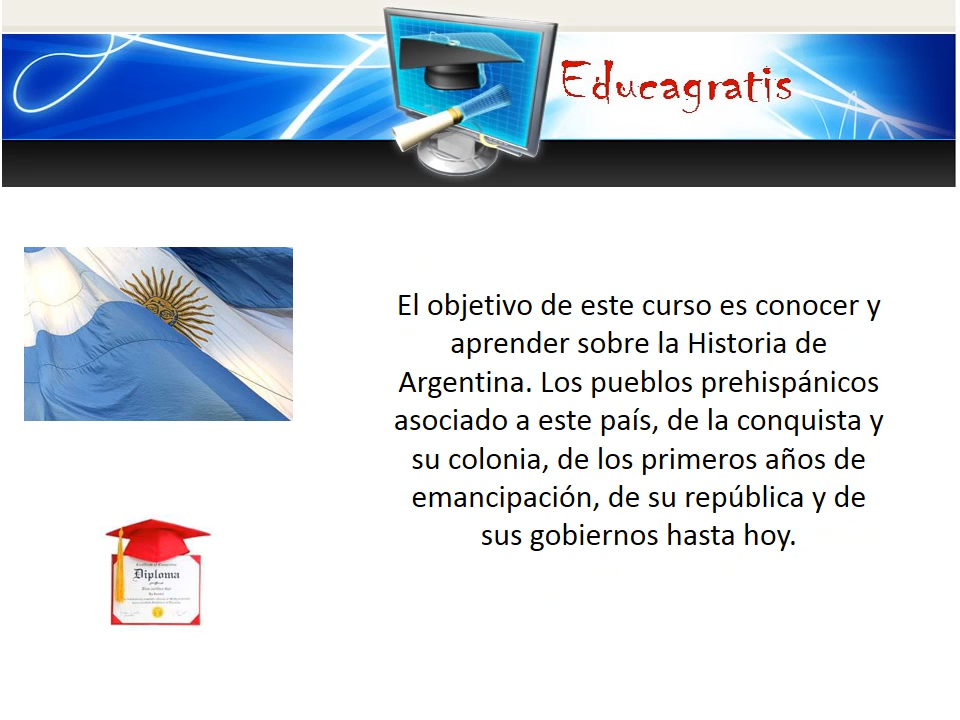 Educagratis
El objetivo de este curso es conocer y
aprender sobre la Historia de
Argentina. Los pueblos prehispánicos
asociado a este país, de la conquista y
su colonia, de los primeros años de
emancipación, de su república y de
sus gobiernos hasta hoy.
Diploma